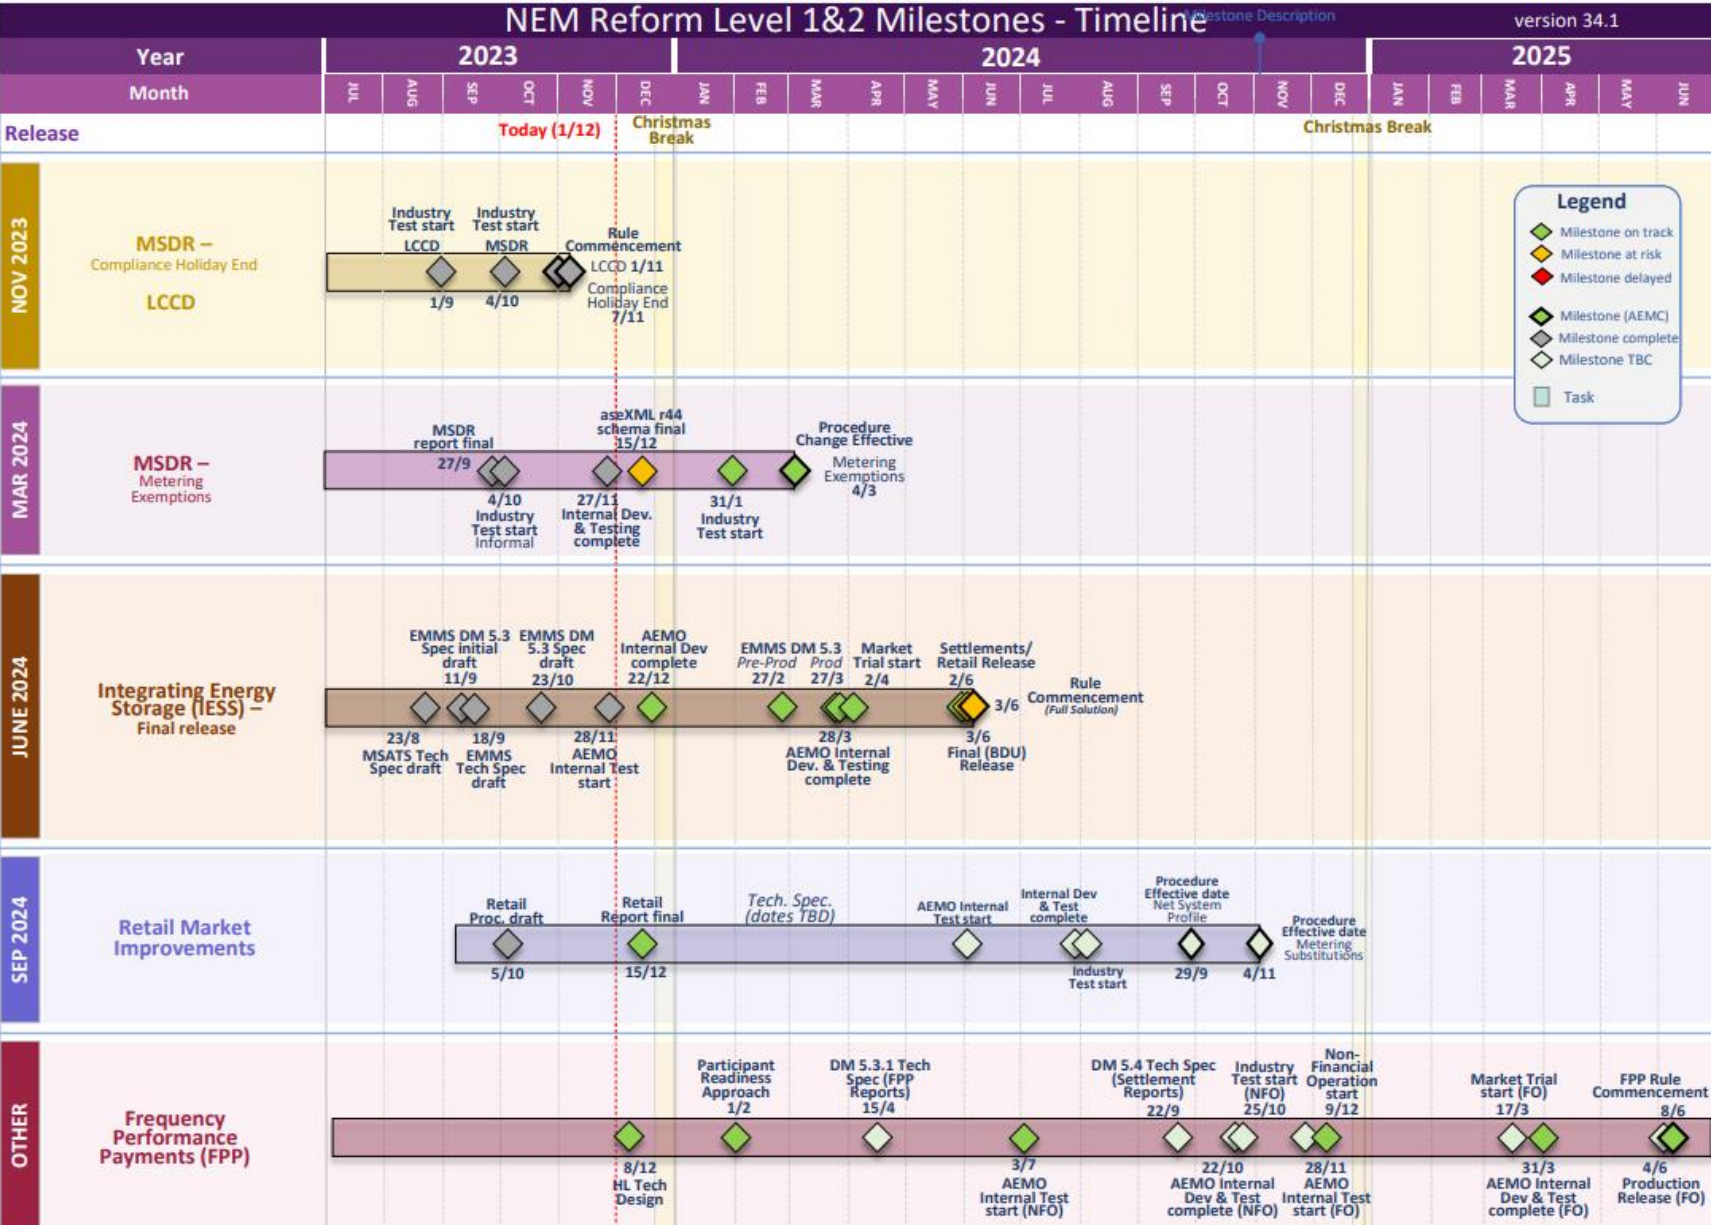 NEM Reform Level 1&2 Milestones - Timeline
Milestone Description
version 34.1
Year
2023
2024
2025
Month
JUL
AUG
SEP
OCT
NOV
DEC
JAN
FEB
MAR
APR
MAY
JUN
JUL
AUG
SEP
OCT
NOV
DEC
JAN
FEB
MAR
APR
MAY
JUN
Release
Today (1/12)
Christmas
Break
Christmas Break
Legend
Milestone on track
Milestone at risk
Milestone delayed
Milestone (AEMC)
Milestone complete
Milestone TBC
Task
NOV 2023
MSDR –
Compliance Holiday End
LCCD
Industry
Test start
LCCD
1/9
Industry
Test start
MSDR
4/10
Rule
Commencement
LCCD 1/11
Compliance
Holiday End
7/11
MAR 2024
MSDR –
Metering
Exemptions
MSDR
report final
27/9
4/10
Industry
Test start
Informal
27/11
Internal Dev.
& Testing
complete
aseXML r44
schema final
15/12
31/1
Industry
Test start
Procedure
Change Effective
Metering
Exemptions
4/3
JUNE 2024
Integrating Energy
Storage (IESS) –
Final release
EMMS DM 5.3
Spec initial
draft
11/9
EMMS DM
5.3 Spec
draft
23/10
AEMO
Internal Dev
complete
22/12
EMMS DM 5.3
Pre-Prod Prod
27/2 27/3
Market
Trial start
2/4
Settlements/
Retail Release
2/6
3/6
Rule
Commencement
(Full Solution)
23/8
MSATS Tech
Spec draft
18/9
EMMS
Tech Spec
draft
28/11
AEMO
Internal Test
start
28/3
AEMO Internal
Dev. & Testing
complete
3/6
Final (BDU)
Release
SEP 2024
Retail Market
Improvements
Retail
Proc. draft
5/10
Retail
Report final
15/12
Tech. Spec.
(dates TBD)
AEMO Internal
Test start
Internal Dev
& Test
complete
Industry
Test start
Procedure
Effective date
Net System
Profile
29/9
4/11
Procedure
Effective date
Metering
Substitutions
OTHER
Frequency
Performance
Payments (FPP)
8/12
HL Tech
Design
Participant
Readiness
Approach
1/2
DM 5.3.1 Tech
Spec (FPP
Reports)
15/4
3/7
AEMO
Internal Test
start (NFO)
DM 5.4 Tech Spec
(Settlement
Reports)
22/9
22/10
AEMO Internal
Dev & Test
complete (NFO)
Industry
Test start
(NFO)
25/10
28/11
AEMO
Internal Test
start (FO)
Non-
Financial
Operation
start
9/12
Market Trial
start (FO)
17/3
31/3
AEMO Internal
Dev & Test
complete (FO)
FPP Rule
Commencement
8/6
4/6
Production
Release (FO)